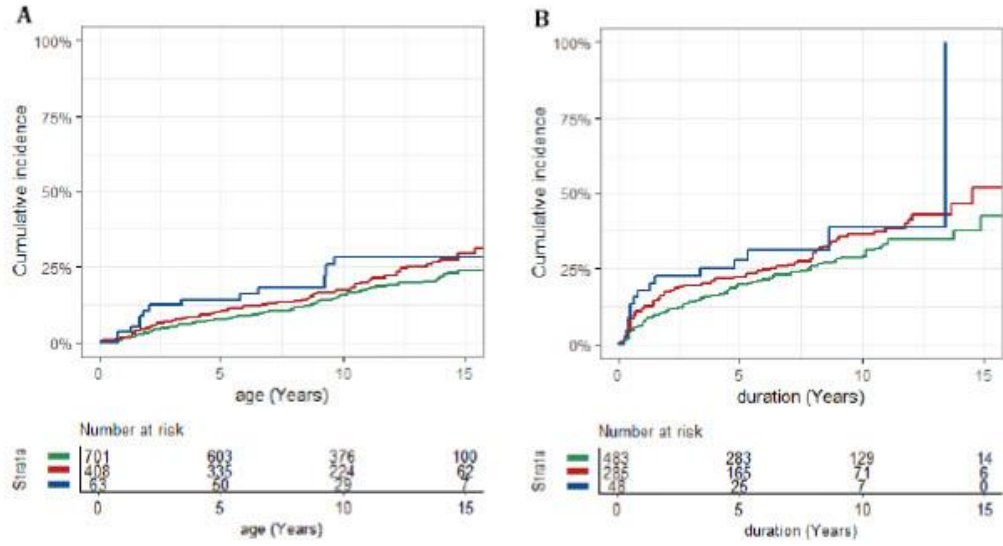 A
100%
75%
50%
25%
0%
Cumulative incidence
0 5 10 15
age (Years)
Number at risk
Strata
701 603 376 100
408 335 224 62
63 50 29 7
0 5 10 15
age (Years)
B
100%
75%
50%
25%
0%
Cumulative incidence
0 5 10 15
duration (Years)
Number at risk
Strata
483 283 129 14
285 165 71 6
48 25 7 0
0 5 10 15
duration (Years)